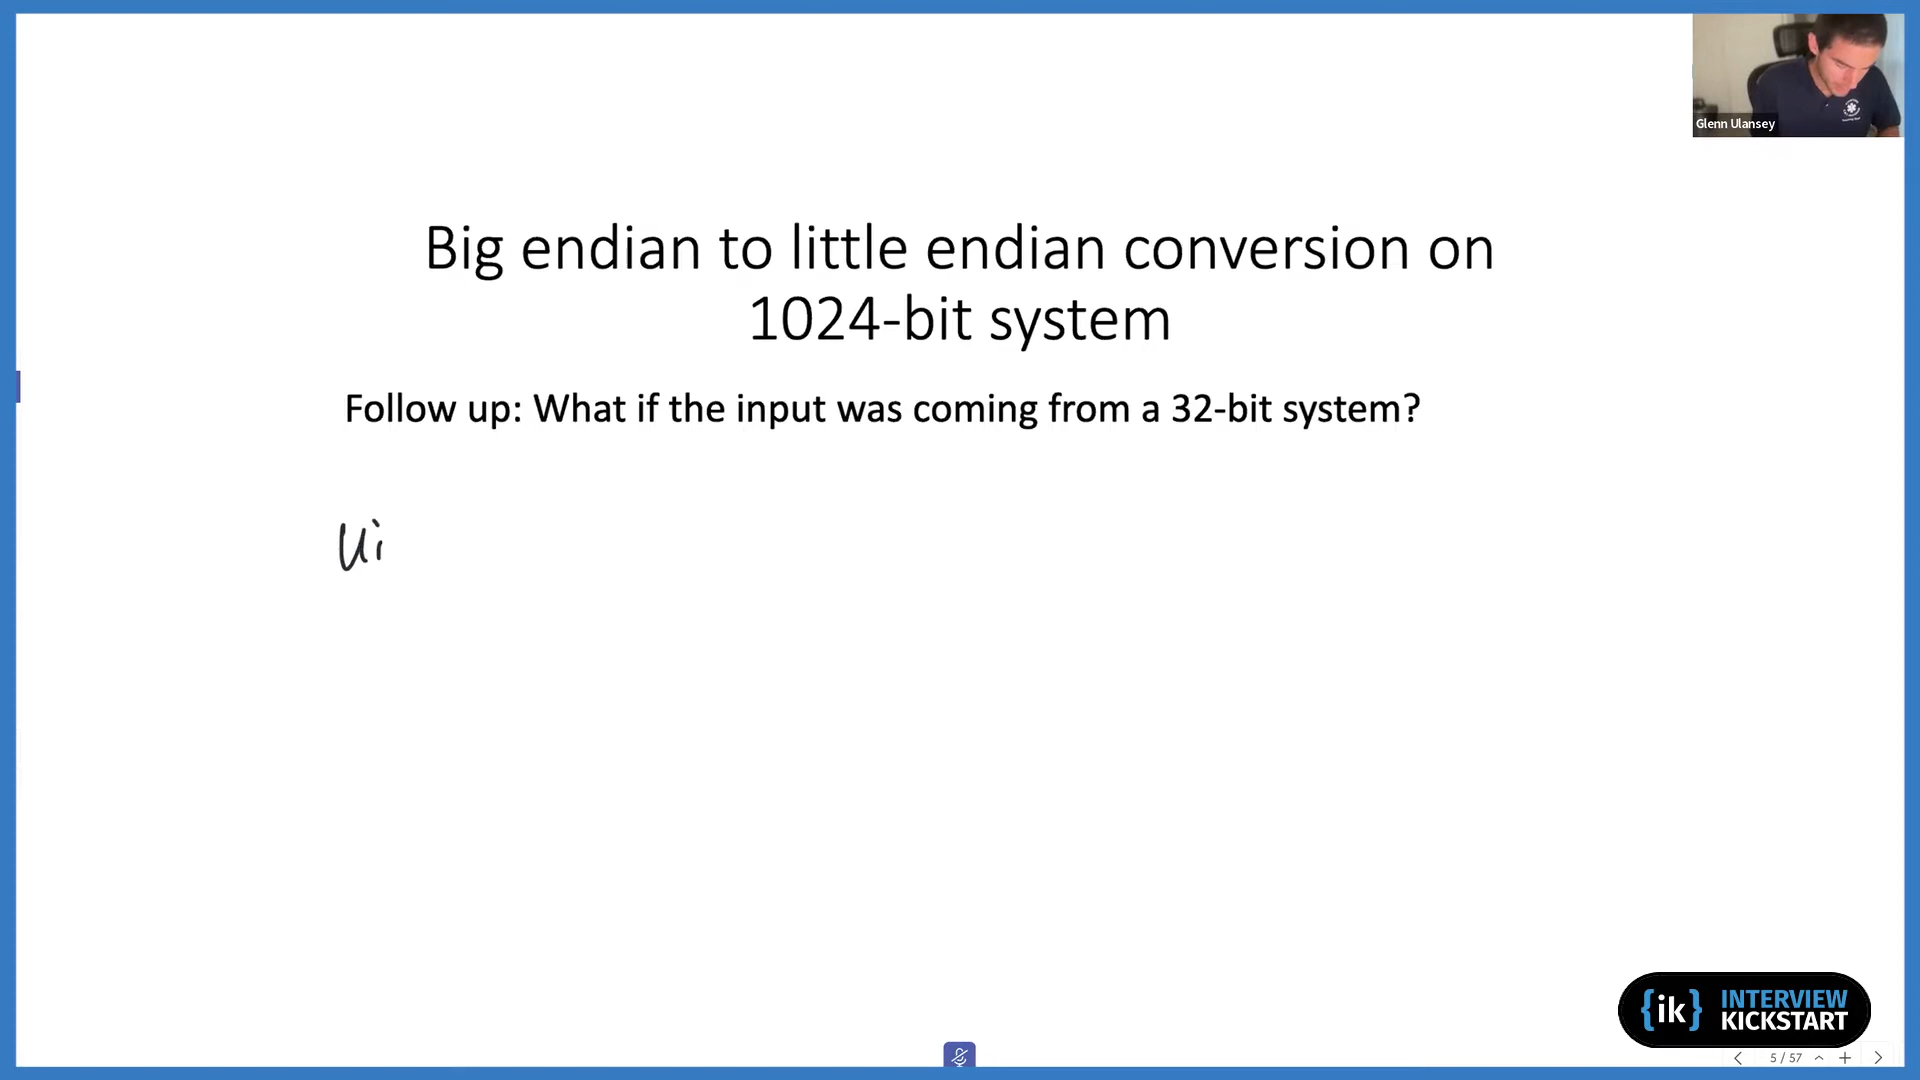 Glenn Ulansey
Big endian to little endian conversion on
1024-bit system
Follow up: What if the input was coming from a 32-bit system?
Ui
{ik} INTERVIEW
KICKSTART
5 / 57